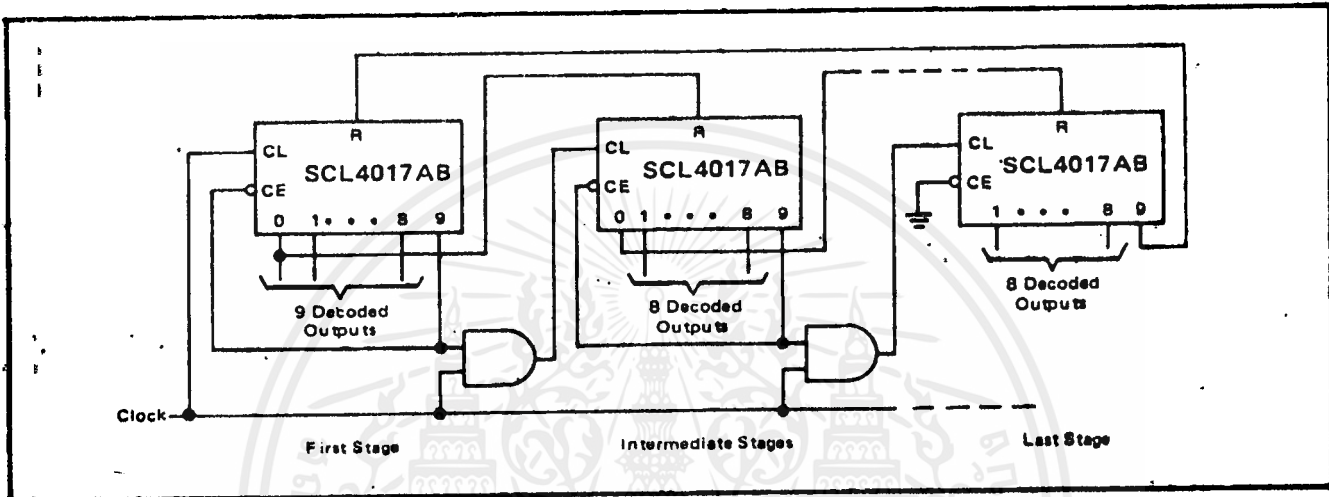 R
CL
SCL4017AB
CE
0 1 • • • 8 9
9 Decoded
Outputs
R
CL
SCL4017AB
CE
0 1 • • • 8 9
8 Decoded
Outputs
R
CL
SCL4017AB
CE
1 • • • 8 9
8 Decoded
Outputs
Clock
First Stage
Intermediate Stages
Last Stage